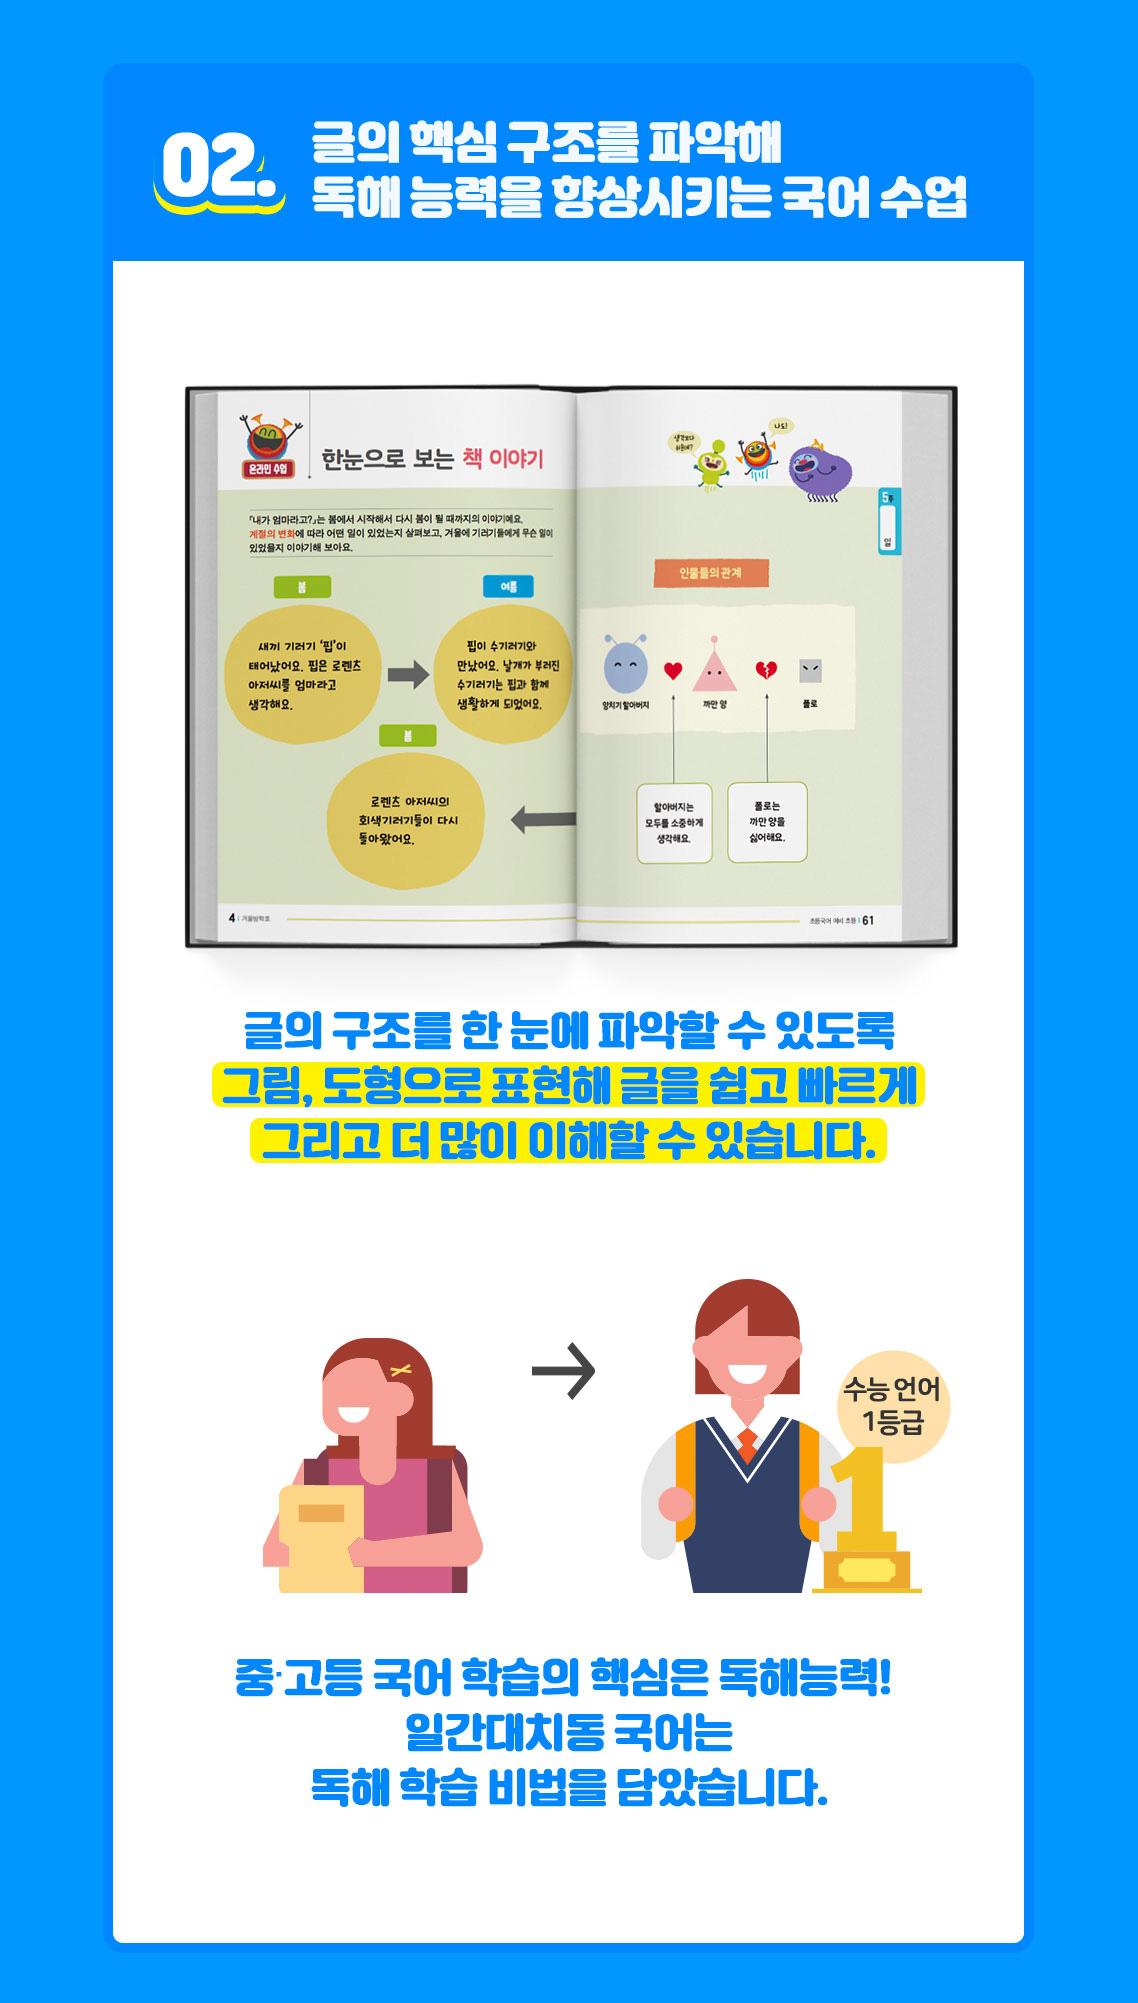 02.
글의 핵심 구조를 파악해
독해 능력을 향상시키는 국어 수업
온라인 수업
한눈으로 보는 책 이야기
「내가 엄마라고?」는 봄에서 시작해서 다시 봄이 될 때까지의 이야기예요.
계절의 변화에 따라 어떤 일이 있었는지 살펴보고, 겨울에 기러기들에게 무슨 일이
있었을지 이야기해 보아요.
봄
새끼 기러기 '핍'이
태어났어요. 핍은 로렌츠
아저씨를 엄마라고
생각해요.
여름
핍이 수기러기와
만났어요. 날개가 부러진
수기러기는 핍과 함께
생활하게 되었어요.
봄
로렌츠 아저씨의
회색기러기들이 다시
돌아왔어요.
4 | 겨울방학호
생각보다
쉬운데?
나도!
5주
일
인물들의 관계
양치기 할아버지
까만 양
폴로
할아버지는
모두를 소중하게
생각해요.
폴로는
까만 양을
싫어해요.
초등국어 예비 초등 | 61
글의 구조를 한 눈에 파악할 수 있도록
그림, 도형으로 표현해 글을 쉽고 빠르게
그리고 더 많이 이해할 수 있습니다.
수능 언어
1등급
1
중·고등 국어 학습의 핵심은 독해능력!
일간대치동 국어는
독해 학습 비법을 담았습니다.